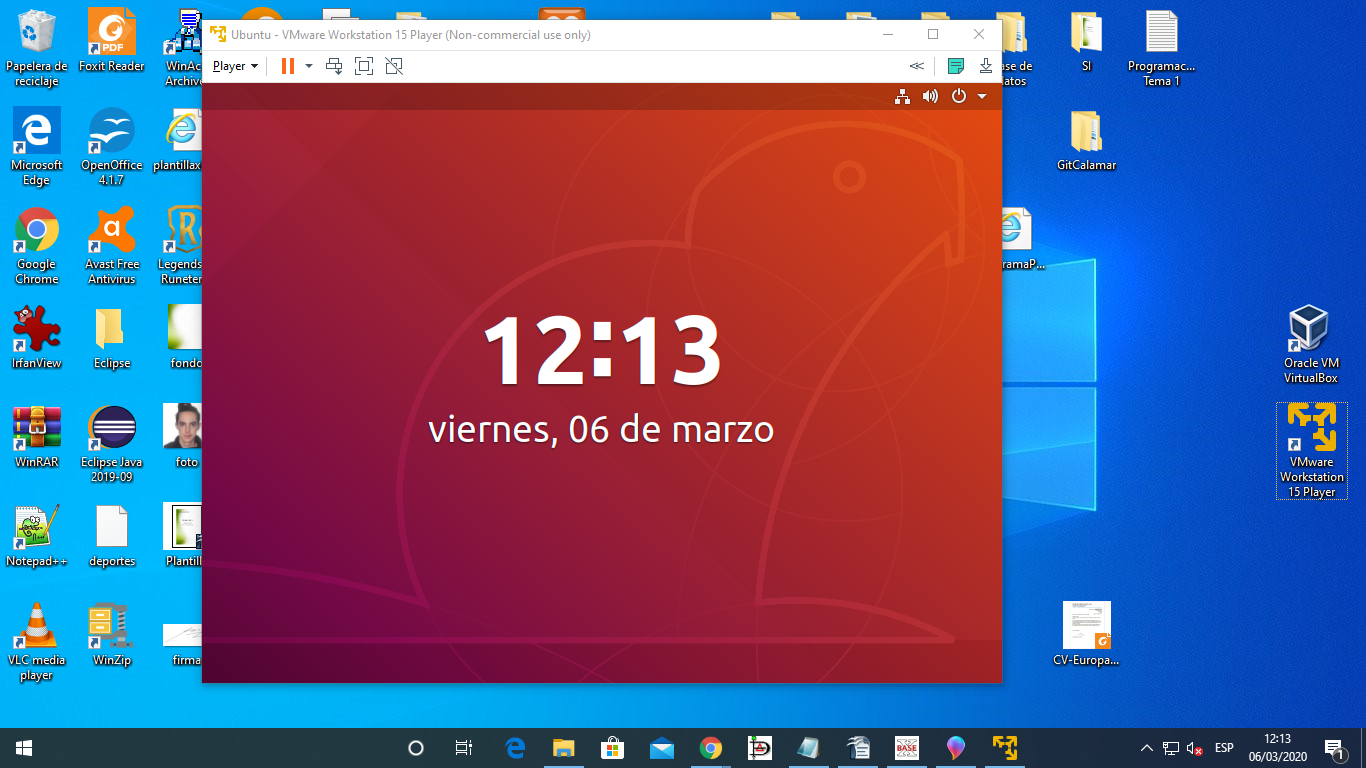 Ubuntu - VMware Workstation 15 Player (Non-commercial use only)
Player
<<
12:13
viernes, 06 de marzo
Papelera de
reciclaje
PDF
Foxit Reader
WinAc
Archive
ase de
atos
SI
Programac...
Tema 1
Microsoft
Edge
OpenOffice
4.1.7
plantillax
GitCalamar
Google
Chrome
Avast Free
Antivirus
Legends
Runeter
ramaP...
IrfanView
Eclipse
fondo
Oracle VM
VirtualBox
WinRAR
Eclipse Java
2019-09
foto
VMware
Workstation
15 Player
Notepad++
deportes
Plantill
VLC media
player
WinZip
firma
CV-Europa...
BASE
ESP
12:13
06/03/2020
1